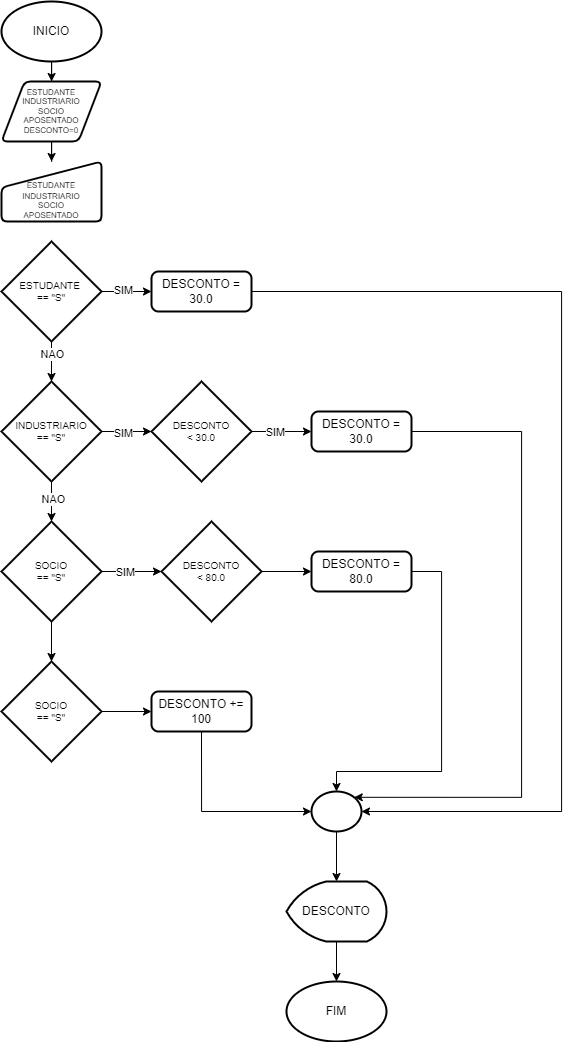 INICIO
ESTUDANTE
INDUSTRIARIO
SOCIO
APOSENTADO
DESCONTO=0
ESTUDANTE
INDUSTRIARIO
SOCIO
APOSENTADO
ESTUDANTE
== "S"
SIM
DESCONTO =
30.0
NAO
INDUSTRIARIO
== "S"
SIM
DESCONTO
< 30.0
SIM
DESCONTO =
30.0
NAO
SOCIO
== "S"
SIM
DESCONTO
< 80.0
DESCONTO =
80.0
SOCIO
== "S"
DESCONTO +=
100
DESCONTO
FIM